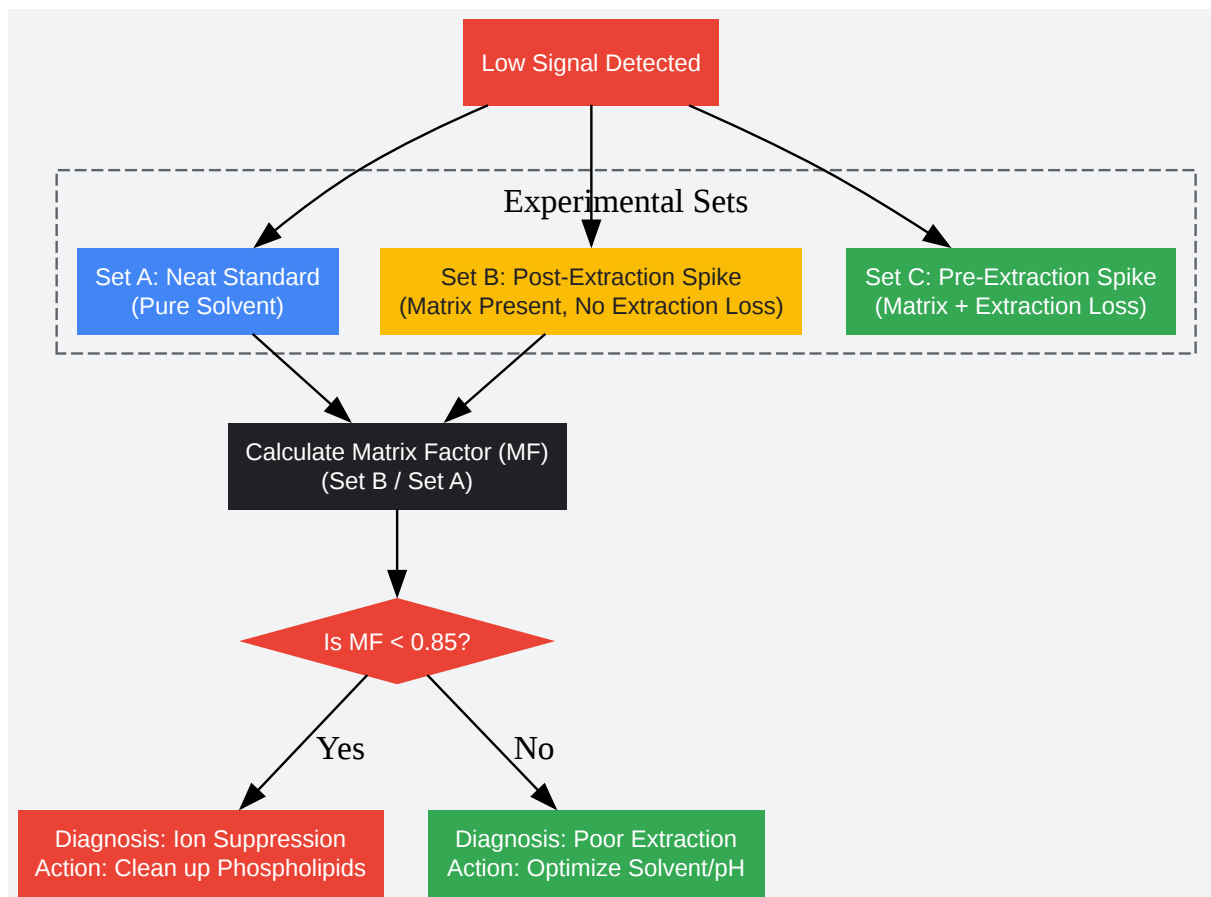 Low Signal Detected
Experimental Sets
Set A: Neat Standard
(Pure Solvent)
Set B: Post-Extraction Spike
(Matrix Present, No Extraction Loss)
Set C: Pre-Extraction Spike
(Matrix + Extraction Loss)
Calculate Matrix Factor (MF)
(Set B / Set A)
Is MF < 0.85?
Yes
No
Diagnosis: Ion Suppression
Action: Clean up Phospholipids
Diagnosis: Poor Extraction
Action: Optimize Solvent/pH